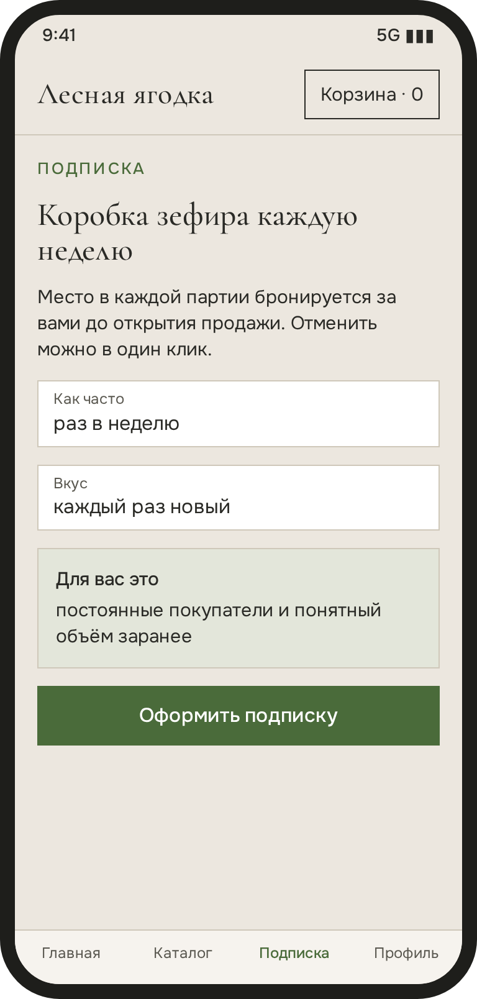 9:41
5G
Лесная ягодка
Корзина · 0
ПОДПИСКА
Коробка зефира каждую
неделю
Место в каждой партии бронируется за
вами до открытия продажи. Отменить
можно в один клик.
Как часто
раз в неделю
Вкус
каждый раз новый
Для вас это
постоянные покупатели и понятный
объём заранее
Оформить подписку
Главная
Каталог
Подписка
Профиль